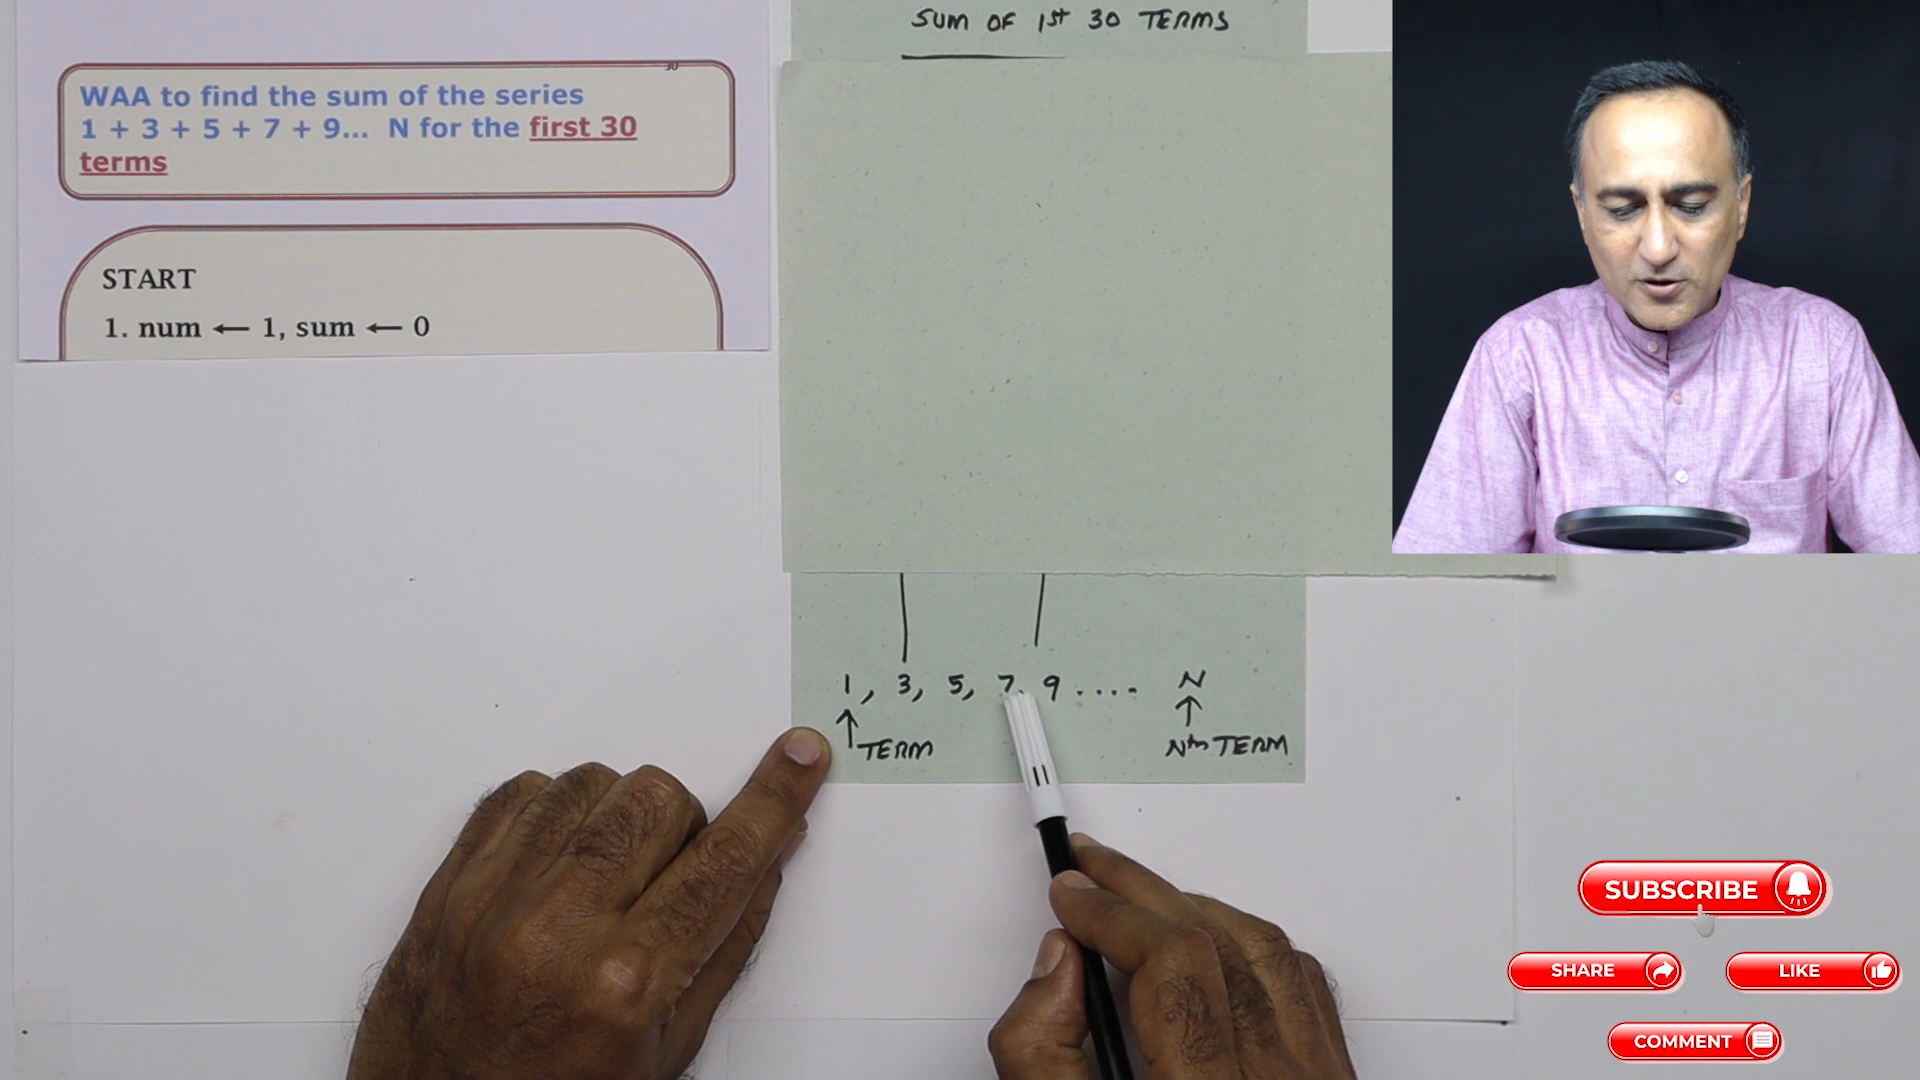 SUM OF 1st 30 TERMS
30
WAA to find the sum of the series
1 + 3 + 5 + 7 + 9... N for the first 30
terms
START
1. num ← 1, sum ← 0
1, 3, 5, 7, 9 .... N
↑ TERM
↑ Nth TERM
SUBSCRIBE
SHARE
LIKE
COMMENT